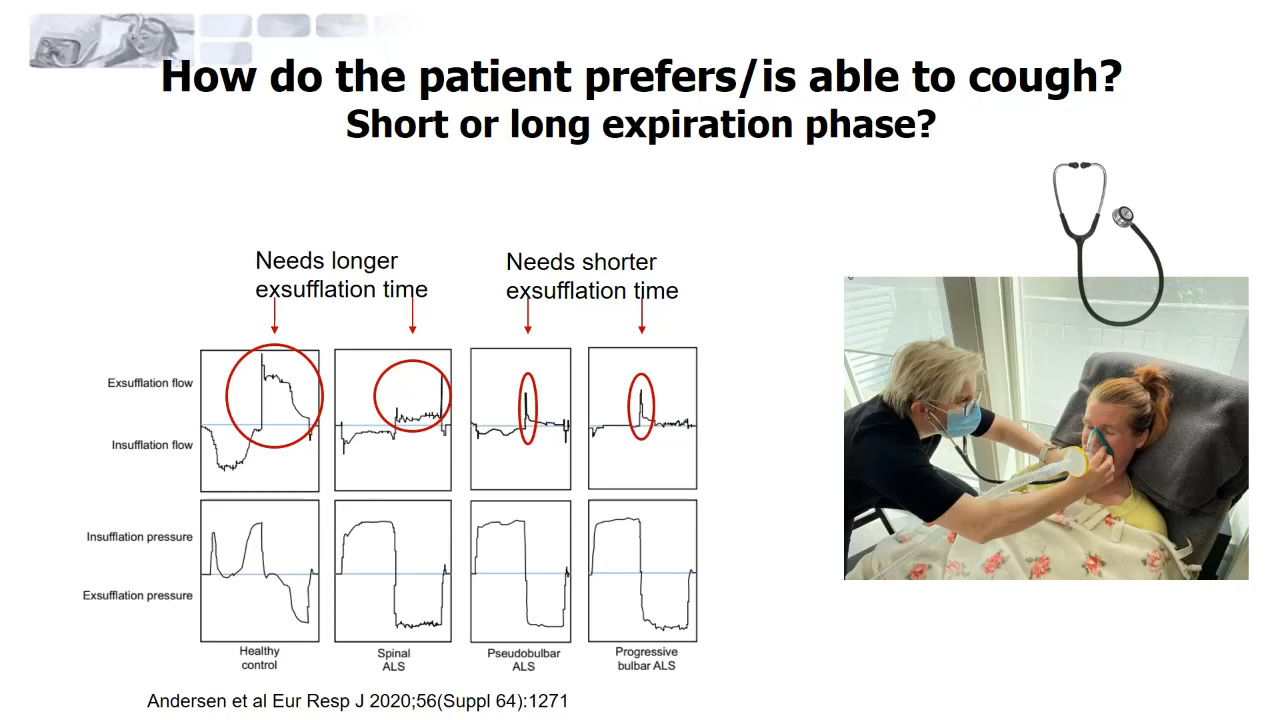 How do the patient prefers/is able to cough?
Short or long expiration phase?
Needs longer
exsufflation time
Needs shorter
exsufflation time
Exsufflation flow
Insufflation flow
Insufflation pressure
Exsufflation pressure
Healthy
control
Spinal
ALS
Pseudobulbar
ALS
Progressive
bulbar ALS
Andersen et al Eur Resp J 2020;56(Suppl 64):1271